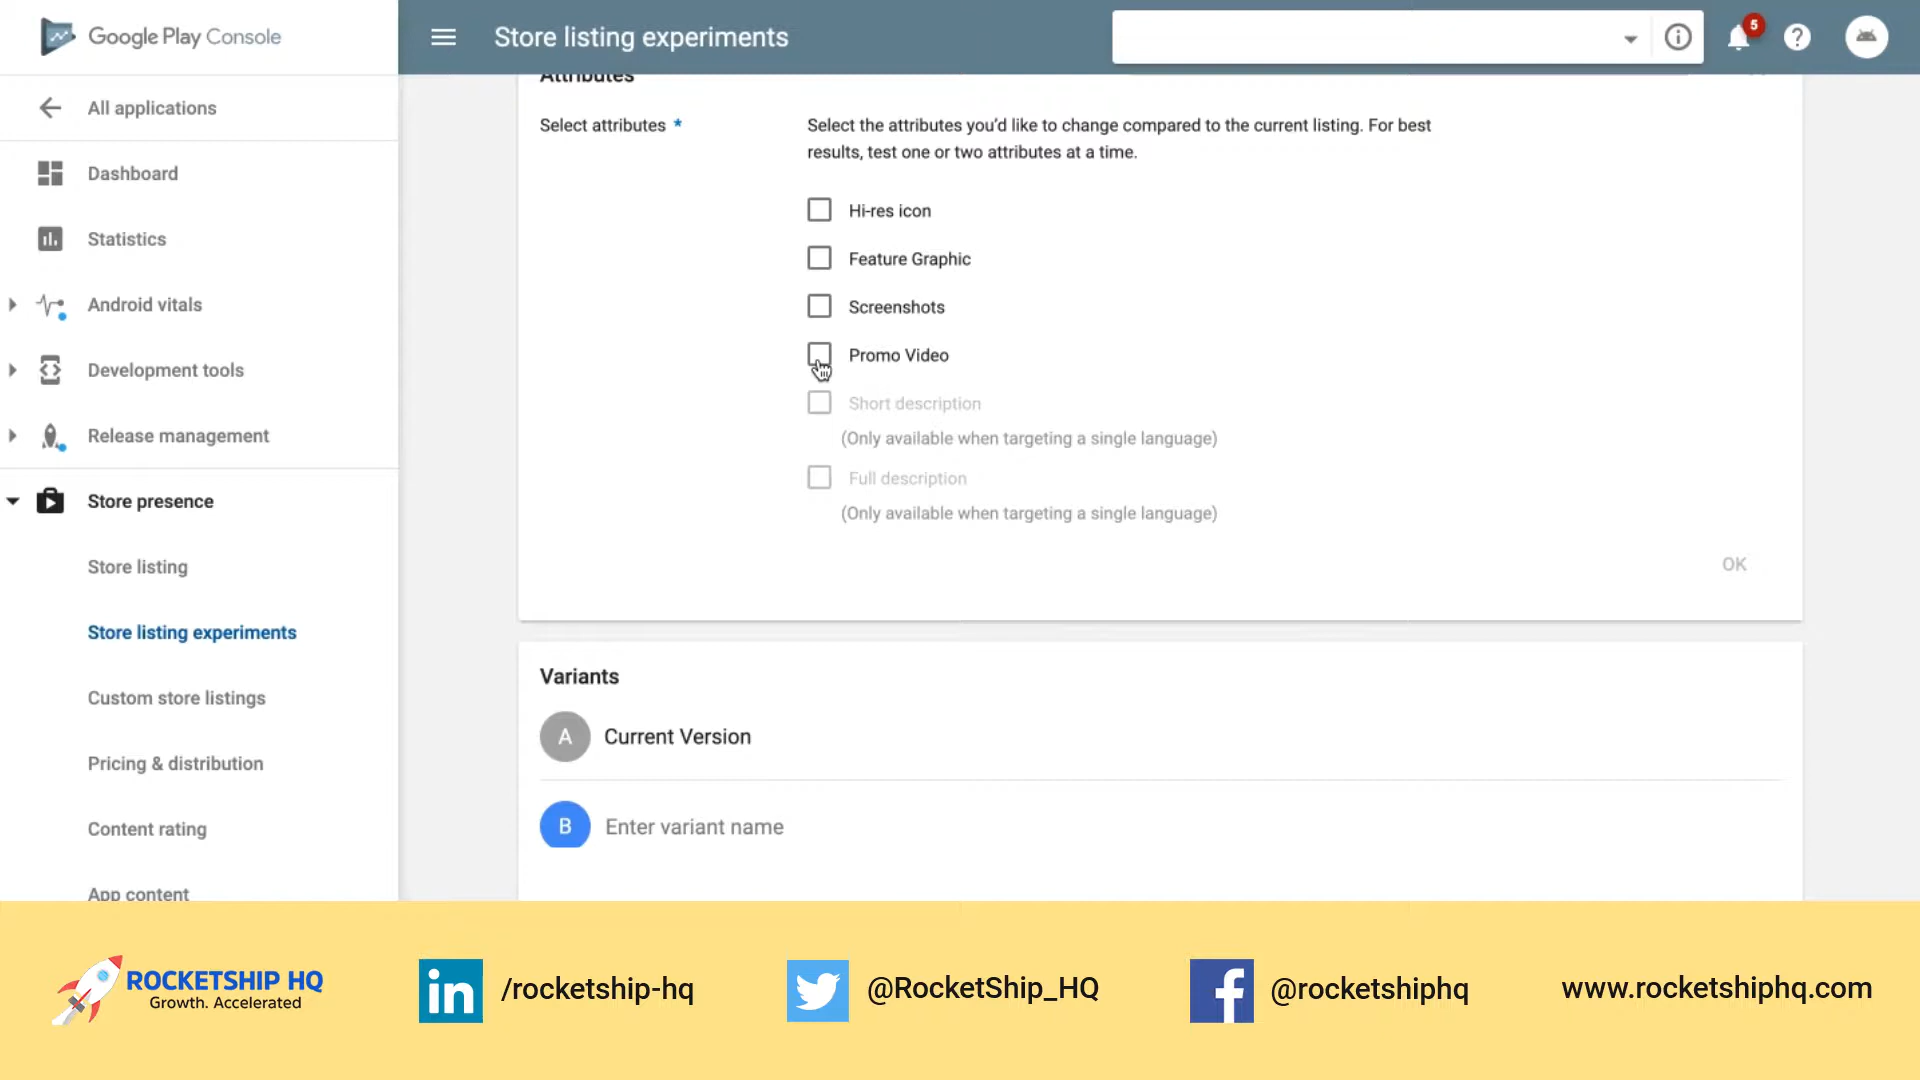 Google Play Console
Store listing experiments
5
All applications
Dashboard
Statistics
Android vitals
Development tools
Release management
Store presence
Store listing
Store listing experiments
Custom store listings
Pricing & distribution
Content rating
App content
Attributes
Select attributes *
Select the attributes you'd like to change compared to the current listing. For best
results, test one or two attributes at a time.
Hi-res icon
Feature Graphic
Screenshots
Promo Video
Short description
(Only available when targeting a single language)
Full description
(Only available when targeting a single language)
OK
Variants
A Current Version
B Enter variant name
ROCKETSHIP HQ
Growth. Accelerated
in /rocketship-hq
@RocketShip_HQ
f @rocketshiphq
www.rocketshiphq.com